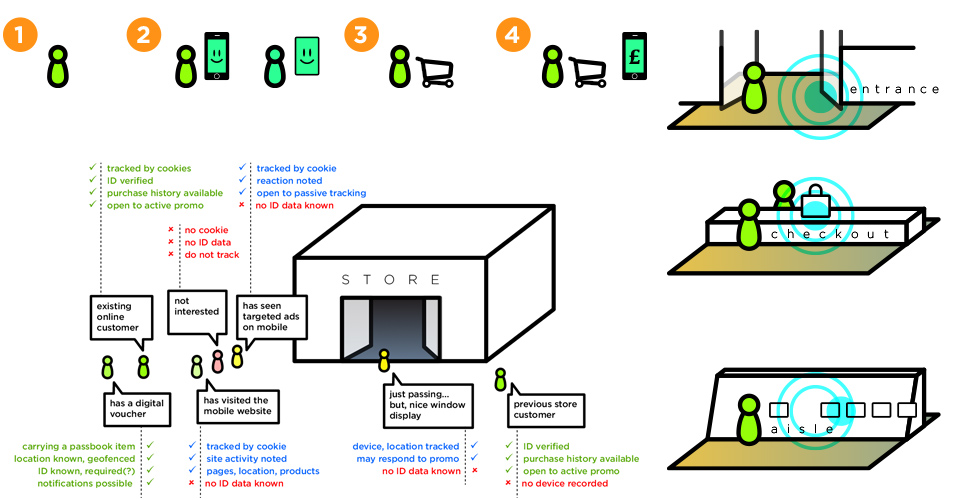 1
2
3
4
£
entrance
tracked by cookies
ID verified
purchase history available
open to active promo
tracked by cookie
reaction noted
open to passive tracking
no ID data known
no cookie
no ID data
do not track
STORE
checkout
existing
online
customer
not
interested
has seen
targeted ads
on mobile
has a digital
voucher
has visited the
mobile website
just passing...
but, nice window
display
previous store
customer
aisle
carrying a passbook item
location known, geofenced
ID known, required(?)
notifications possible
tracked by cookie
site activity noted
pages, location, products
no ID data known
device, location tracked
may respond to promo
no ID data known
ID verified
purchase history available
open to active promo
no device recorded